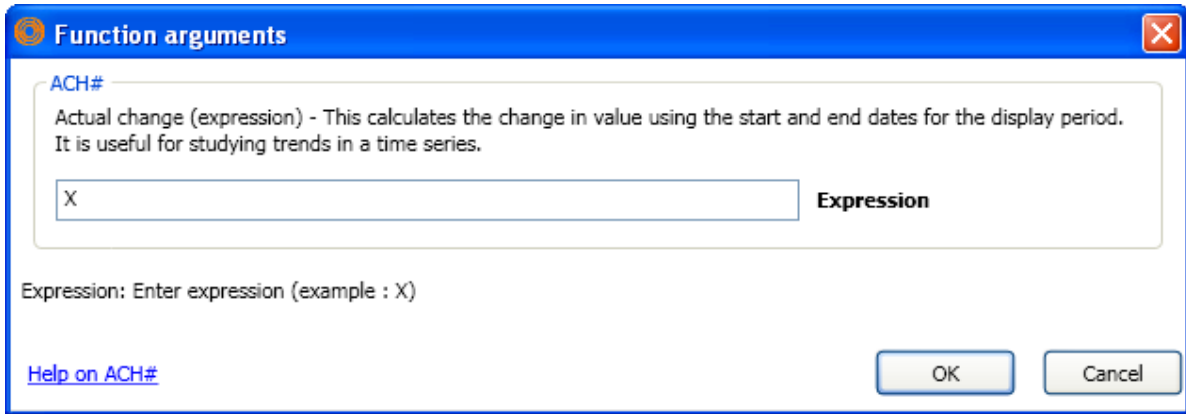 Function arguments
ACH#
Actual change (expression) - This calculates the change in value using the start and end dates for the display period.
It is useful for studying trends in a time series.
X Expression
Expression: Enter expression (example : X)
Help on ACH# OK Cancel